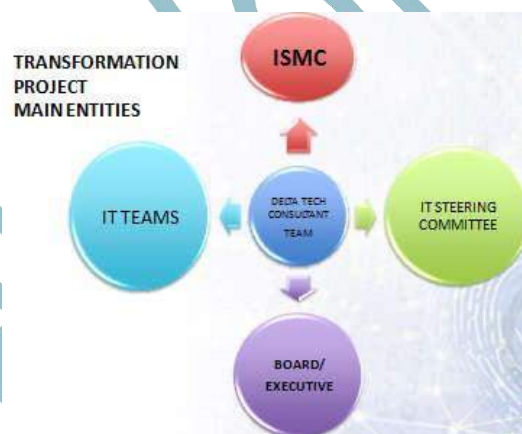 TRANSFORMATION
PROJECT
MAIN ENTITIES
ISMC
IT TEAMS
DELTA TECH
CONSULTANT
TEAM
IT STEERING
COMMITTEE
BOARD/
EXECUTIVE